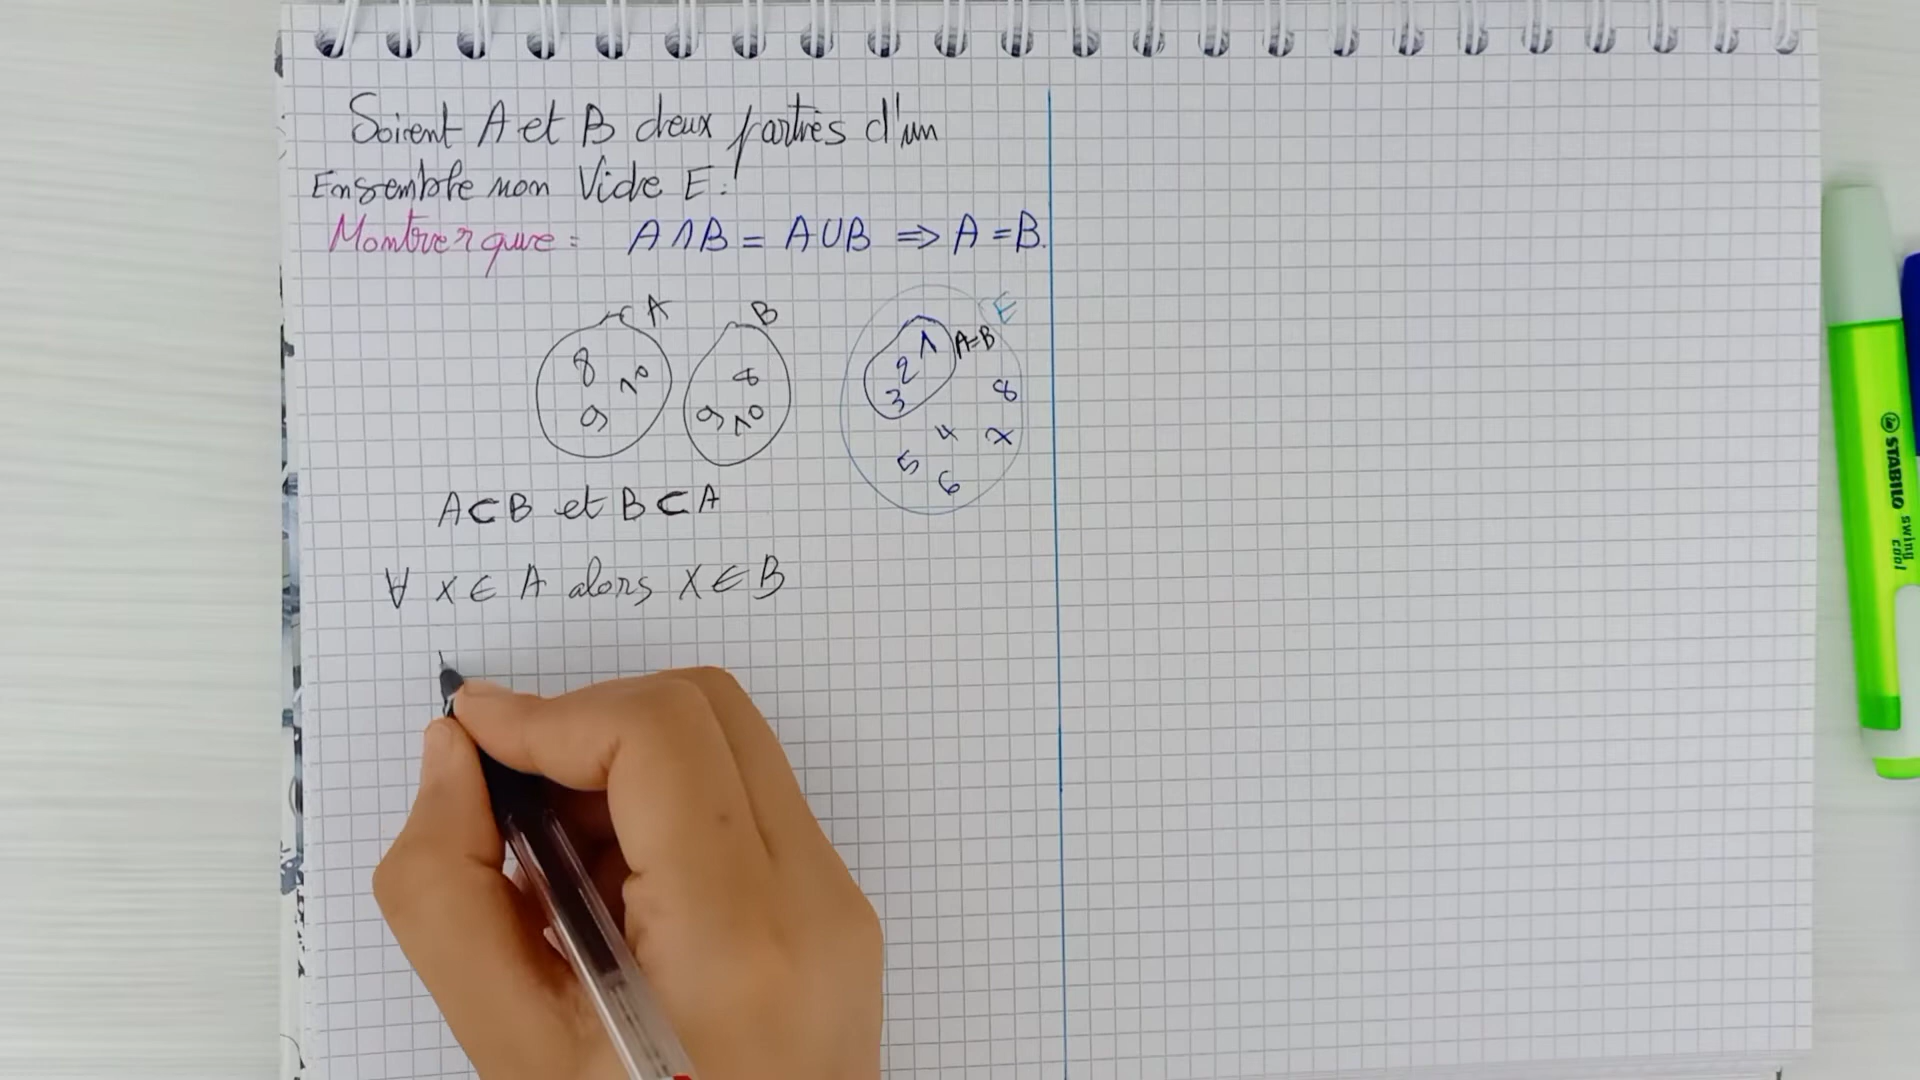 Soient A et B deux parties d'un
Ensemble non Vide E:
Montrer que: A∩B = A∪B ⇒ A = B.
A
8
10
9
B
8
9 10
E
1
A=B
2
3
8
4
7
5
6
A⊂B et B⊂A
∀ x ∈ A alors x ∈ B
STABILO
swing
cool